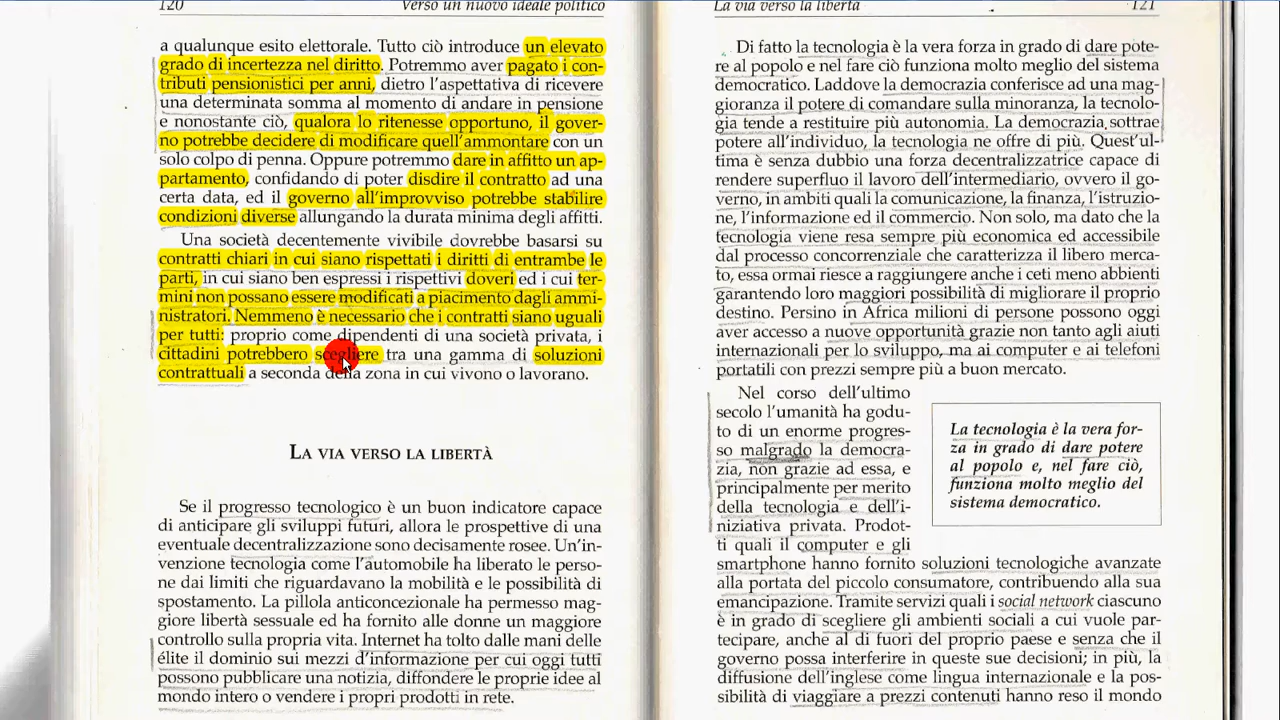 120 Verso un nuovo ideale politico
a qualunque esito elettorale. Tutto ciò introduce un elevato
grado di incertezza nel diritto. Potremmo aver pagato i con-
tributi pensionistici per anni, dietro l'aspettativa di ricevere
una determinata somma al momento di andare in pensione
e nonostante ciò, qualora lo ritenesse opportuno, il gover-
no potrebbe decidere di modificare quell'ammontare con un
solo colpo di penna. Oppure potremmo dare in affitto un ap-
partamento, confidando di poter disdire il contratto ad una
certa data, ed il governo all'improvviso potrebbe stabilire
condizioni diverse allungando la durata minima degli affitti.
Una società decentemente vivibile dovrebbe basarsi su
contratti chiari in cui siano rispettati i diritti di entrambe le
parti, in cui siano ben espressi i rispettivi doveri ed i cui ter-
mini non possano essere modificati a piacimento dagli ammi-
nistratori. Nemmeno è necessario che i contratti siano uguali
per tutti: proprio come dipendenti di una società privata, i
cittadini potrebbero scegliere tra una gamma di soluzioni
contrattuali a seconda della zona in cui vivono o lavorano.
La via verso la libertà
Se il progresso tecnologico è un buon indicatore capace
di anticipare gli sviluppi futuri, allora le prospettive di una
eventuale decentralizzazione sono decisamente rosee. Un'in-
venzione tecnologica come l'automobile ha liberato le perso-
ne dai limiti che riguardavano la mobilità e le possibilità di
spostamento. La pillola anticoncezionale ha permesso mag-
giore libertà sessuale ed ha fornito alle donne un maggiore
controllo sulla propria vita. Internet ha tolto dalle mani delle
élite il dominio sui mezzi d'informazione per cui oggi tutti
possono pubblicare una notizia, diffondere le proprie idee al
mondo intero o vendere i propri prodotti in rete.
La via verso la libertà 121
Di fatto la tecnologia è la vera forza in grado di dare pote-
re al popolo e nel fare ciò funziona molto meglio del sistema
democratico. Laddove la democrazia conferisce ad una mag-
gioranza il potere di comandare sulla minoranza, la tecnolo-
gia tende a restituire più autonomia. La democrazia sottrae
potere all'individuo, la tecnologia ne offre di più. Quest'ul-
tima è senza dubbio una forza decentralizzatrice capace di
rendere superfluo il lavoro dell'intermediario, ovvero il go-
verno, in ambiti quali la comunicazione, la finanza, l'istruzio-
ne, l'informazione ed il commercio. Non solo, ma dato che la
tecnologia viene resa sempre più economica ed accessibile
dal processo concorrenziale che caratterizza il libero merca-
to, essa ormai riesce a raggiungere anche i ceti meno abbienti
garantendo loro maggiori possibilità di migliorare il proprio
destino. Persino in Africa milioni di persone possono oggi
aver accesso a nuove opportunità grazie non tanto agli aiuti
internazionali per lo sviluppo, ma ai computer e ai telefoni
portatili con prezzi sempre più a buon mercato.
Nel corso dell'ultimo
secolo l'umanità ha godu-
to di un enorme progres-
so malgrado la democra-
zia, non grazie ad essa, e
principalmente per merito
della tecnologia e dell'i-
niziativa privata. Prodot-
ti quali il computer e gli
smartphone hanno fornito soluzioni tecnologiche avanzate
alla portata del piccolo consumatore, contribuendo alla sua
emancipazione. Tramite servizi quali i social network ciascuno
è in grado di scegliere gli ambienti sociali a cui vuole par-
tecipare, anche al di fuori del proprio paese e senza che il
governo possa interferire in queste sue decisioni; in più, la
diffusione dell'inglese come lingua internazionale e la pos-
sibilità di viaggiare a prezzi contenuti hanno reso il mondo
La tecnologia è la vera for-
za in grado di dare potere
al popolo e, nel fare ciò,
funziona molto meglio del
sistema democratico.